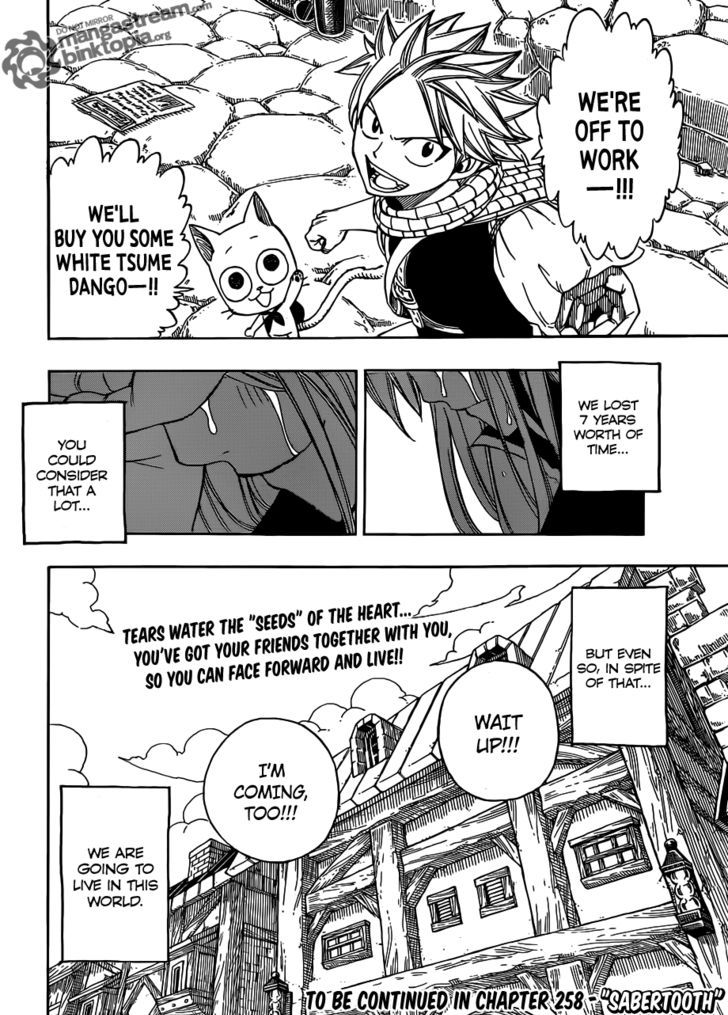 DO NOT MIRROR
mangastream.com
binktopia.org
WE'RE
OFF TO
WORK
—!!!
WE'LL
BUY YOU SOME
WHITE TSUME
DANGO—!!
WE LOST
7 YEARS
WORTH OF
TIME...
YOU
COULD
CONSIDER
THAT A
LOT...
TEARS WATER THE "SEEDS" OF THE HEART...
YOU'VE GOT YOUR FRIENDS TOGETHER WITH YOU,
SO YOU CAN FACE FORWARD AND LIVE!!
BUT EVEN
SO, IN SPITE
OF THAT...
WAIT
UP!!!
I'M
COMING,
TOO!!!
WE ARE
GOING TO
LIVE IN THIS
WORLD.
TO BE CONTINUED IN CHAPTER 258 - "SABERTOOTH"